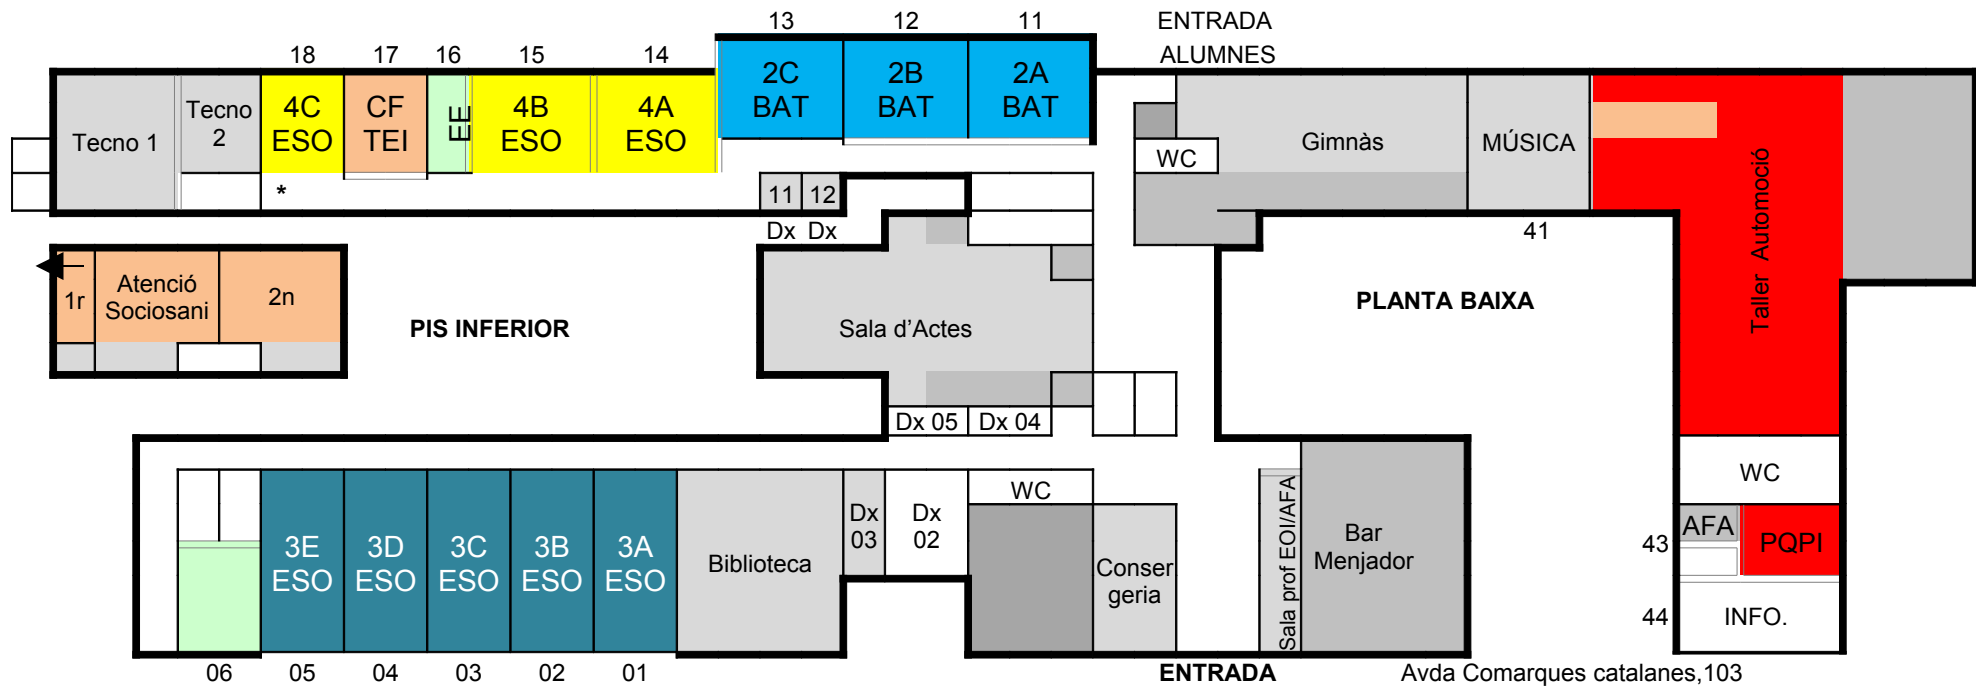 13 12 11 ENTRADA
18 17 16 15 14 ALUMNES
Tecno 1
Tecno
2
4C
ESO
CF
TEI
EE
4B
ESO
4A
ESO
2C
BAT
2B
BAT
2A
BAT
WC
Gimnàs
MÚSICA
Taller Automoció
*
11 12
Dx Dx
41
1r
Atenció
Sociosani
2n
PIS INFERIOR
Sala d'Actes
PLANTA BAIXA
Dx 05 Dx 04
WC
3E
ESO
3D
ESO
3C
ESO
3B
ESO
3A
ESO
Biblioteca
Dx
03
Dx
02
WC
Conser
geria
Sala prof EOI/AFA
Bar
Menjador
43
AFA
PQPI
44
INFO.
06 05 04 03 02 01 ENTRADA Avda Comarques catalanes,103